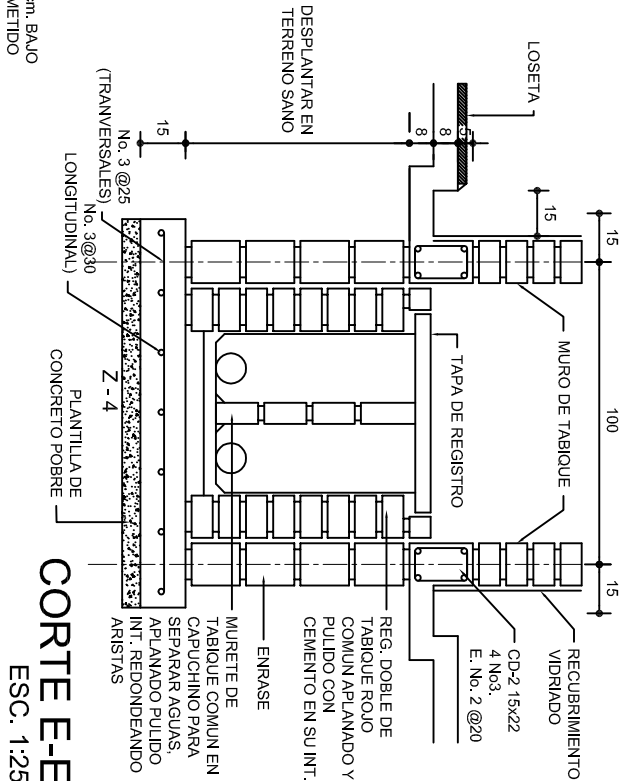 LOSETA
DESPLANTAR EN
TERRENO SANO
cm. BAJO
METIDO
15
8
8
5
15
15
100
15
MURO DE TABIQUE
TAPA DE REGISTRO
RECUBRIMIENTO
VIDRIADO
CD-2 15x22
4 No3.
E. No. 2 @20
REG. DOBLE DE
TABIQUE ROJO
COMUN APLANADO Y
PULIDO CON
CEMENTO EN SU INT.
ENRASE
MURETE DE
TABIQUE COMUN EN
CAPUCHINO PARA
SEPARAR AGUAS,
APLANADO PULIDO
INT. REDONDEANDO
ARISTAS
No. 3 @25
(TRANVERSALES)
No. 3@30
LONGITUDINAL)
Z - 4
PLANTILLA DE
CONCRETO POBRE
CORTE E-E
ESC. 1:25